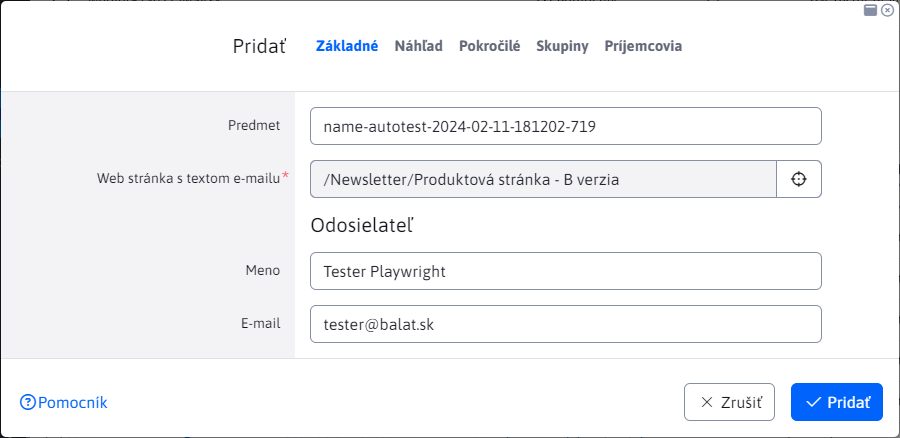 Pridať Základné Náhľad Pokročilé Skupiny Príjemcovia
Predmet name-autotest-2024-02-11-181202-719
Web stránka s textom e-mailu* /Newsletter/Produktová stránka - B verzia
Odosielateľ
Meno Tester Playwright
E-mail tester@balat.sk
Pomocník Zrušiť Pridať